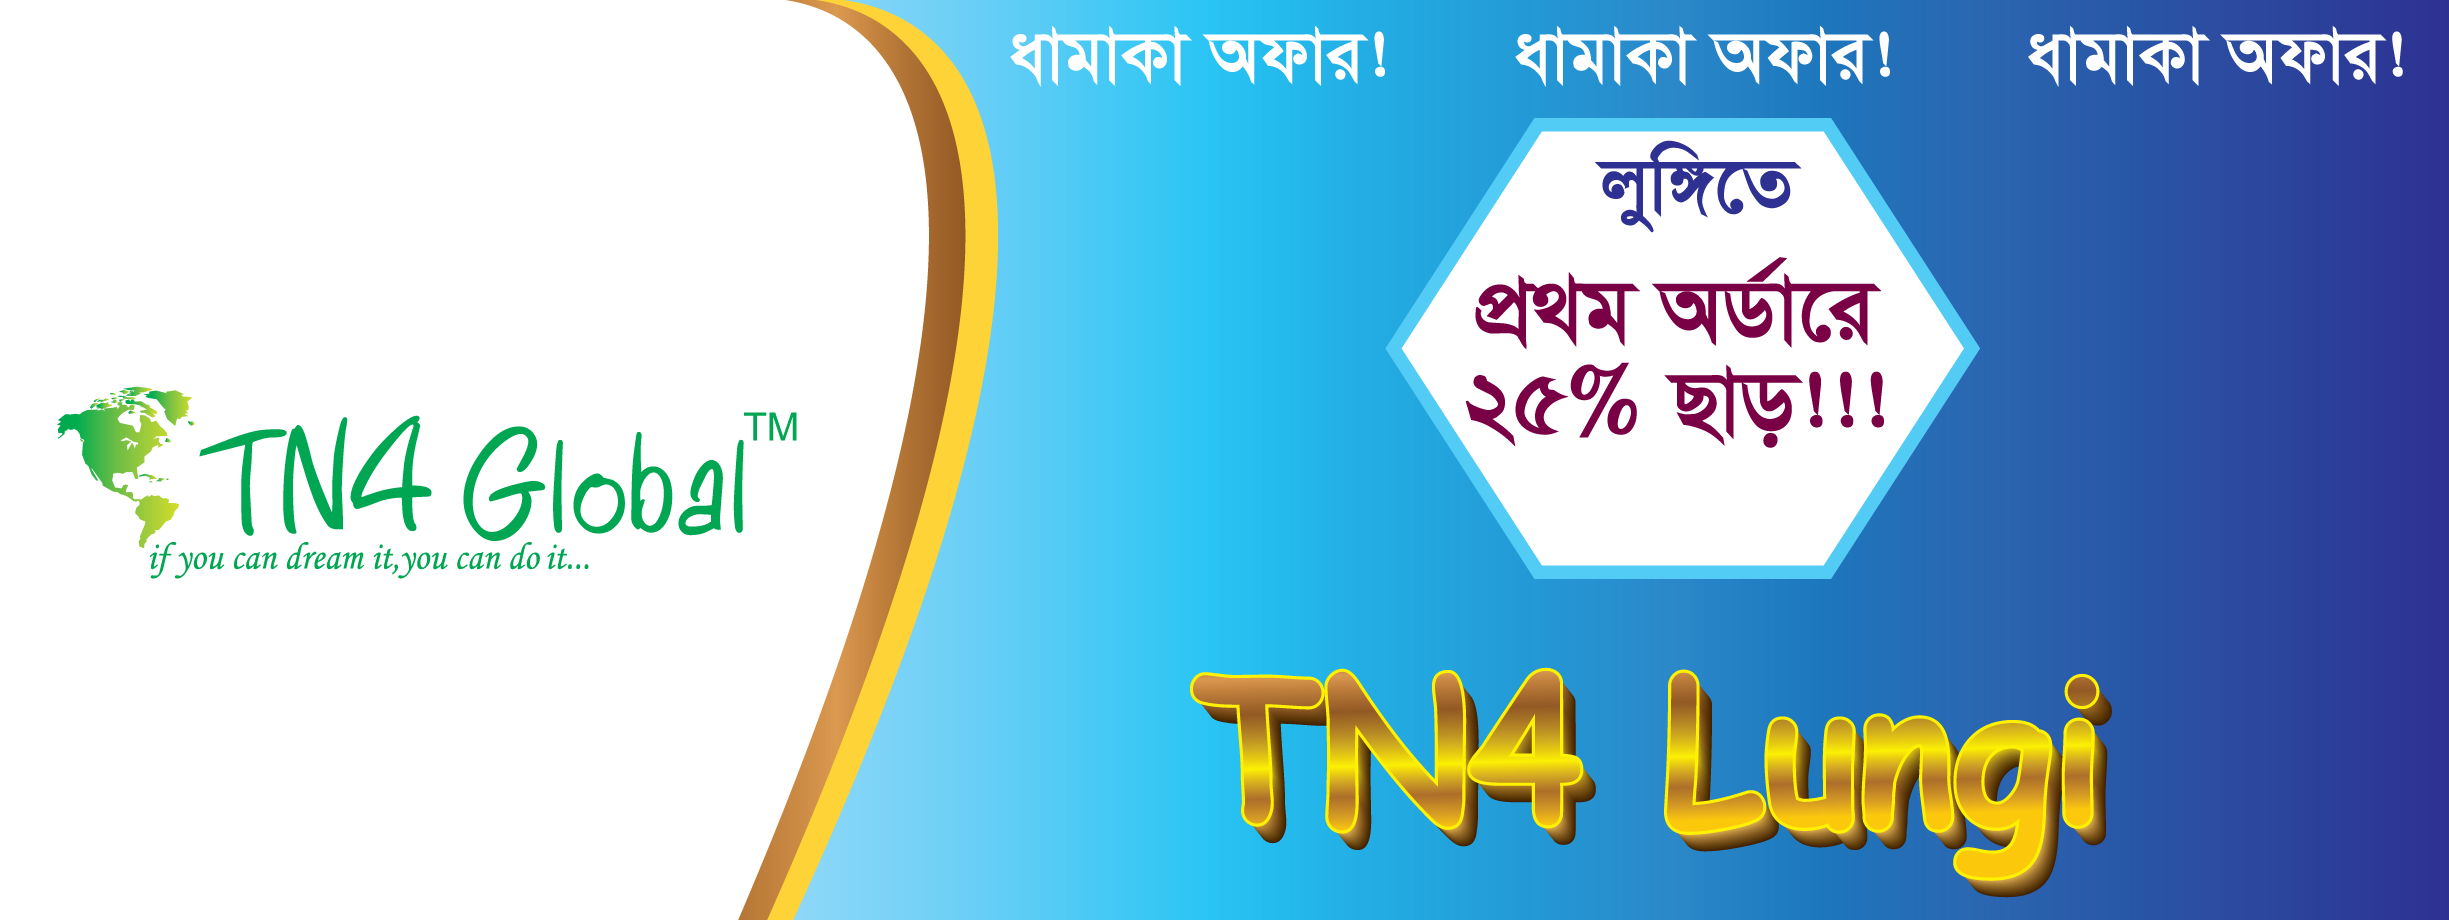 ধামাকা অফার! ধামাকা অফার! ধামাকা অফার!
লুঙ্গিতে
প্রথম অর্ডারে
২৫% ছাড়!!!
TN4 Global™
if you can dream it,you can do it...
TN4 Lungi